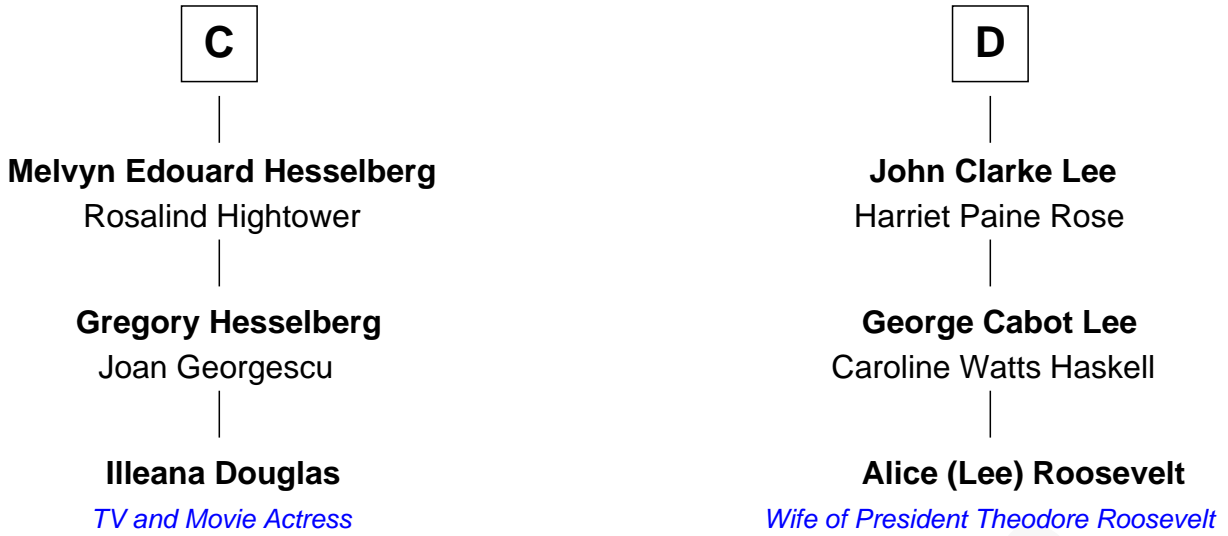 C
Melvyn Edouard Hesselberg
Rosalind Hightower
Gregory Hesselberg
Joan Georgescu
Illeana Douglas
TV and Movie Actress
D
John Clarke Lee
Harriet Paine Rose
George Cabot Lee
Caroline Watts Haskell
Alice (Lee) Roosevelt
Wife of President Theodore Roosevelt